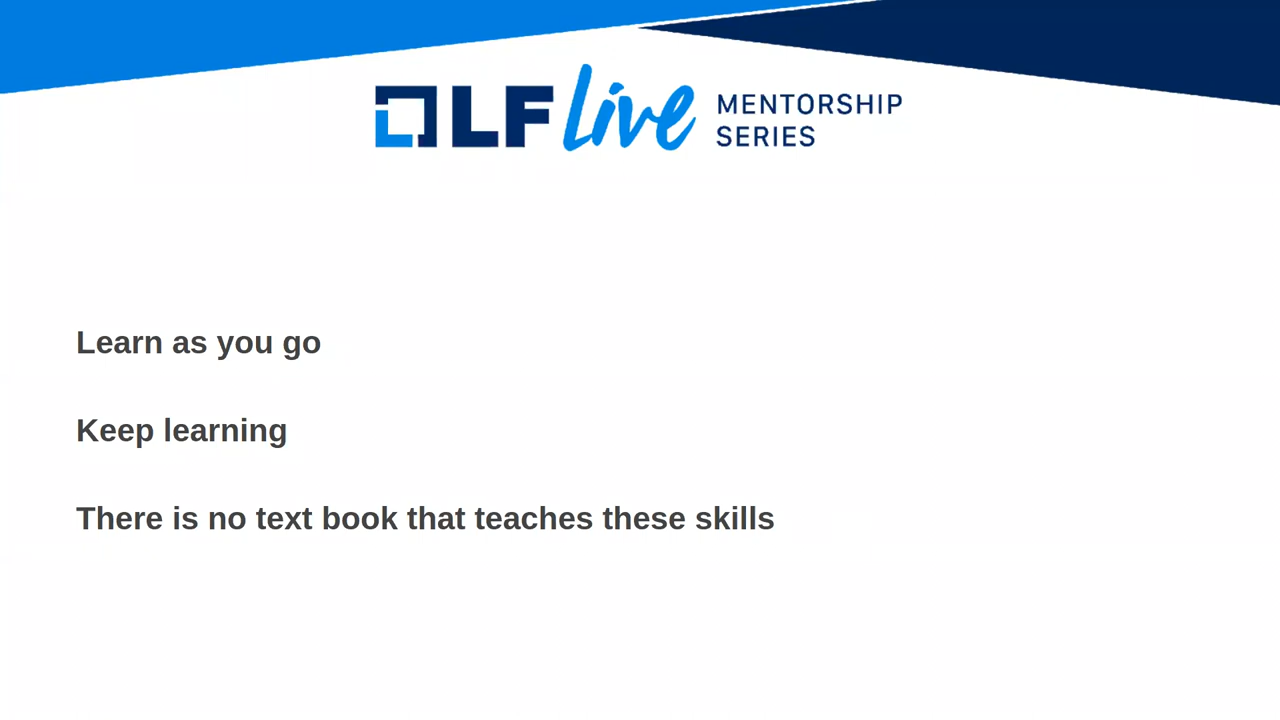 LF Live MENTORSHIP
SERIES
Learn as you go
Keep learning
There is no text book that teaches these skills